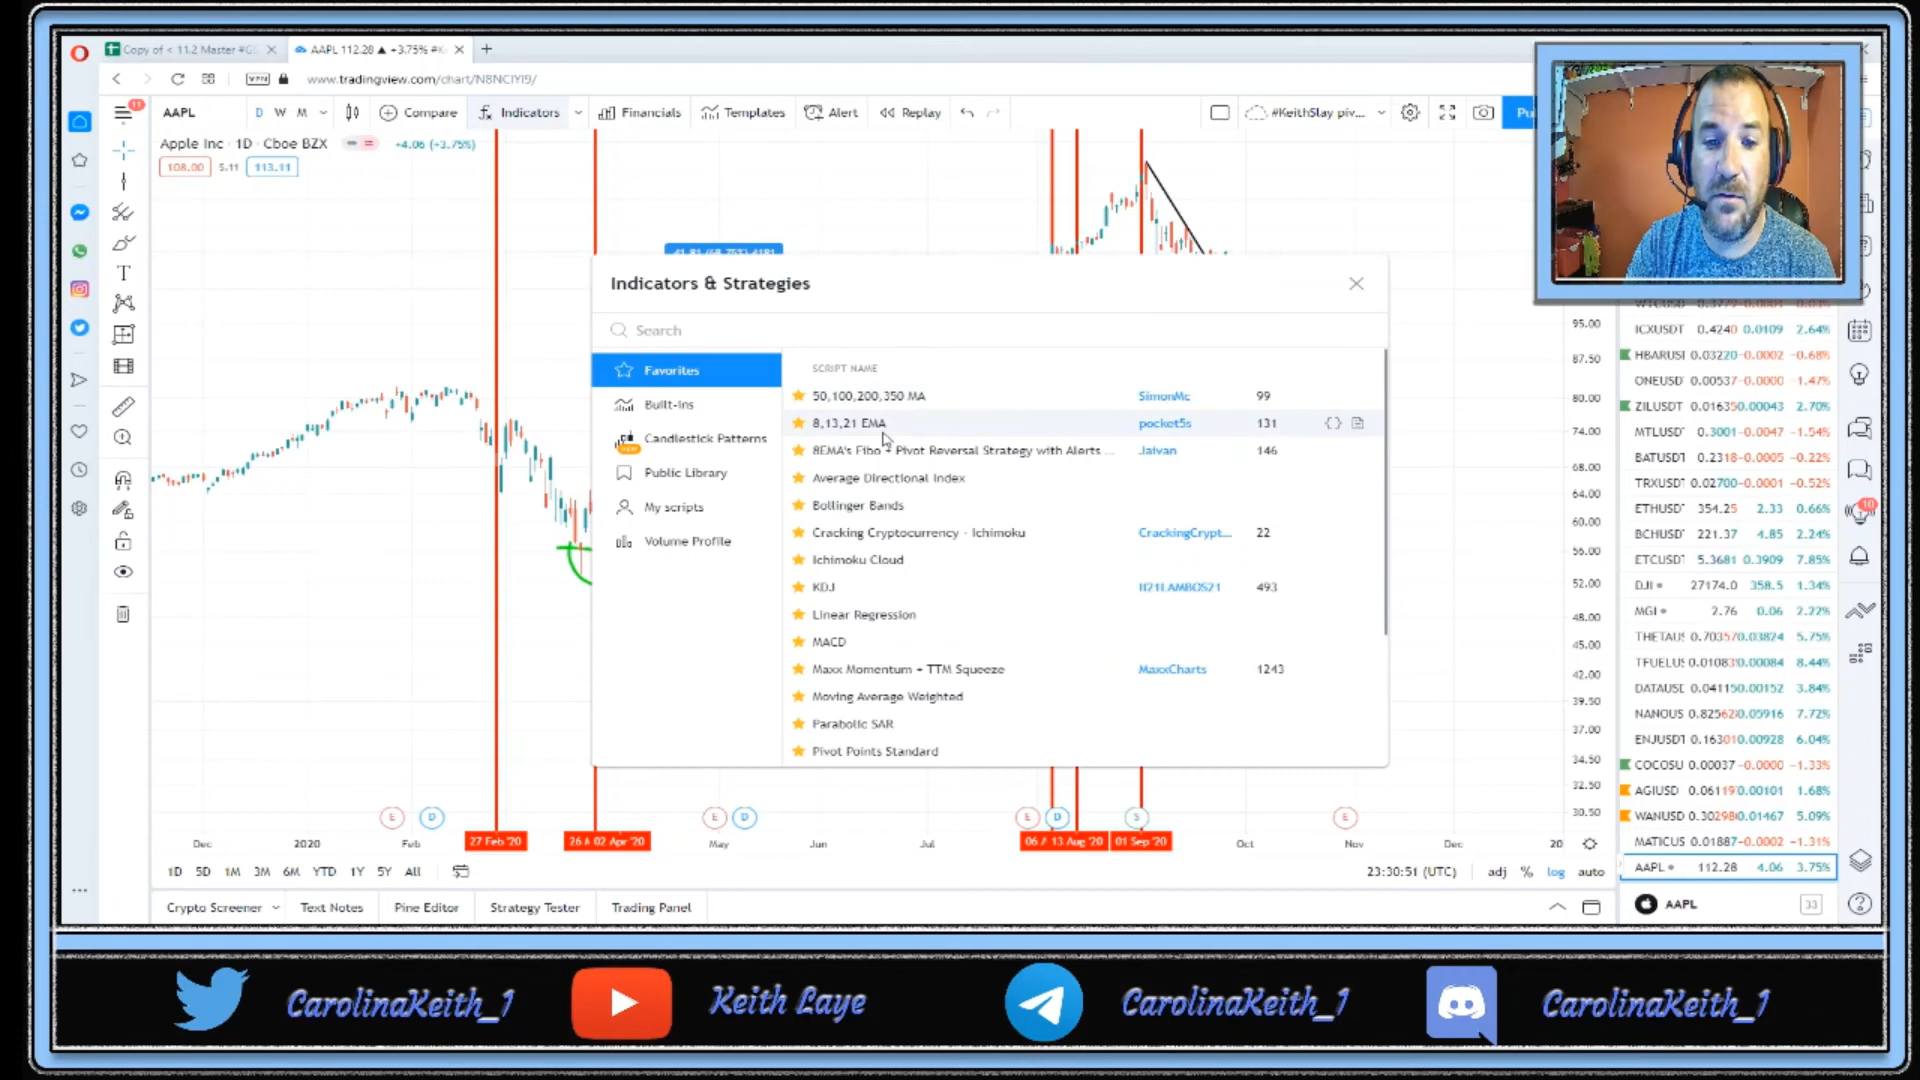 Copy of < 11.2 Master #G
AAPL 112.28 ▲ +3.75% #K
VPN
www.tradingview.com/chart/N8NCIYI9/
11
AAPL
D W M
Compare
Indicators
Financials
Templates
Alert
Replay
#KeithSlay piv...
Pu
Apple Inc · 1D · Cboe BZX
+4.06 (+3.75%)
108.00 5.11 113.11
Indicators & Strategies
Search
Favorites
Built-ins
Candlestick Patterns
Public Library
My scripts
Volume Profile
SCRIPT NAME
50,100,200,350 MA SimonMc 99
8,13,21 EMA pocket5s 131
8EMA's Fibo + Pivot Reversal Strategy with Alerts ... Jaivan 146
Average Directional Index
Bollinger Bands
Cracking Cryptocurrency - Ichimoku CrackingCrypt... 22
Ichimoku Cloud
KDJ ll21LAMBOS21 493
Linear Regression
MACD
Maxx Momentum + TTM Squeeze MaxxCharts 1243
Moving Average Weighted
Parabolic SAR
Pivot Points Standard
95.00
87.50
80.00
74.00
68.00
64.00
60.00
56.00
52.00
48.00
45.00
42.00
39.50
37.00
34.50
32.50
30.50
ICXUSDT 0.4240 0.0109 2.64%
HBARUSI 0.03220 -0.0002 -0.68%
ONEUSD 0.00537 -0.0000 -1.47%
ZILUSDT 0.01635 0.00043 2.70%
MTLUSD 0.3001 -0.0047 -1.54%
BATUSDT 0.2318 -0.0005 -0.22%
TRXUSD 0.02700 -0.0001 -0.52%
ETHUSD 354.25 2.33 0.66%
BCHUSD 221.37 4.85 2.24%
ETCUSDT 5.3681 0.3909 7.85%
DJI 27174.0 358.5 1.34%
MGI 2.76 0.06 2.22%
THETAUS 0.70357 0.03824 5.75%
TFUELUS 0.01083 0.00084 8.44%
DATAUSD 0.04115 0.00152 3.84%
NANOUS 0.82562 0.05916 7.72%
ENJUSDT 0.16301 0.00928 6.04%
COCOSU 0.00037 -0.0000 -1.33%
AGIUSD 0.06119 0.00101 1.68%
WANUSD 0.30298 0.01467 5.09%
MATICUS 0.01887 -0.0002 -1.31%
AAPL 112.28 4.06 3.75%
10
E D E D E D S E
Dec 2020 Feb 27 Feb '20 26 02 Apr '20 May Jun Jul 06 13 Aug '20 01 Sep '20 Oct Nov Dec 20
1D 5D 1M 3M 6M YTD 1Y 5Y All
23:30:51 (UTC) adj % log auto
Crypto Screener
Text Notes
Pine Editor
Strategy Tester
Trading Panel
AAPL 33
CarolinaKeith_1
Keith Laye
CarolinaKeith_1
CarolinaKeith_1